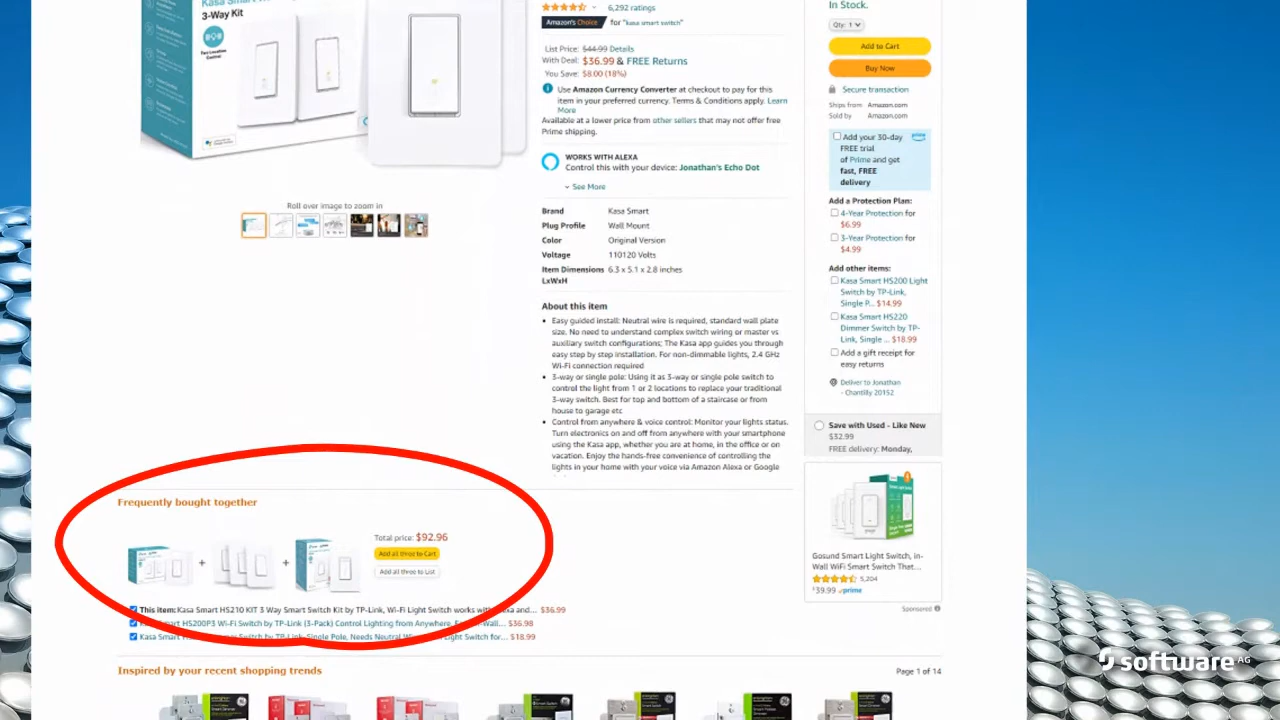 Kasa Smart Switch
3-Way Kit
Control
6,292 ratings
Amazon's Choice for "kasa smart switch"
List Price: $44.99 Details
With Deal: $36.99 & FREE Returns
You Save: $8.00 (18%)
Use Amazon Currency Converter at checkout to pay for this
item in your preferred currency. Terms & Conditions apply. Learn
More
Available at a lower price from other sellers that may not offer free
Prime shipping.
WORKS WITH ALEXA
Control this with your device: Jonathan's Echo Dot
See More
Roll over image to zoom in
Brand Kasa Smart
Plug Profile Wall Mount
Color Original Version
Voltage 110120 Volts
Item Dimensions 6.3 x 5.1 x 2.8 inches
LxWxH
About this item
• Easy guided install: Neutral wire is required, standard wall plate
size. No need to understand complex switch wiring or master vs
auxiliary switch configurations; The Kasa app guides you through
easy step by step installation. For non-dimmable lights, 2.4 GHz
Wi-Fi connection required
• 3-way or single pole: Using it as 3-way or single pole switch to
control the light from 1 or 2 locations to replace your traditional
3-way switch. Best for top and bottom of a staircase or from
house to garage etc
• Control from anywhere & voice control: Monitor your lights status.
Turn electronics on and off from anywhere with your smartphone
using the Kasa app, whether you are at home, in the office or on
vacation. Enjoy the hands-free convenience of controlling the
lights in your home with your voice via Amazon Alexa or Google
In Stock.
Qty: 1
Add to Cart
Buy Now
Secure transaction
Ships from Amazon.com
Sold by Amazon.com
Add your 30-day prime
FREE trial
of Prime and get
fast, FREE
delivery
Add a Protection Plan:
4-Year Protection for
$6.99
3-Year Protection for
$4.99
Add other items:
Kasa Smart HS200 Light
Switch by TP-Link,
Single P... $14.99
Kasa Smart HS220
Dimmer Switch by TP-
Link, Single ... $18.99
Add a gift receipt for
easy returns
Deliver to Jonathan
- Chantilly 20152
Save with Used - Like New
$32.99
FREE delivery: Monday,
Gosund Smart Light Switch, in-
Wall WiFi Smart Switch That...
5,204
$39.99 prime
Sponsored
Frequently bought together
+ +
Total price: $92.96
Add all three to Cart
Add all three to List
This item: Kasa Smart HS210 KIT 3 Way Smart Switch Kit by TP-Link, Wi-Fi Light Switch works with Alexa and... $36.99
Smart HS200P3 Wi-Fi Switch by TP-Link (3-Pack) Control Lighting from Anywhere, Wall... $36.98
Kasa Smart Switch by TP-Link-Single Pole, Needs Neutral Light Switch for... $18.99
Inspired by your recent shopping trends
Page 1 of 14
software AG